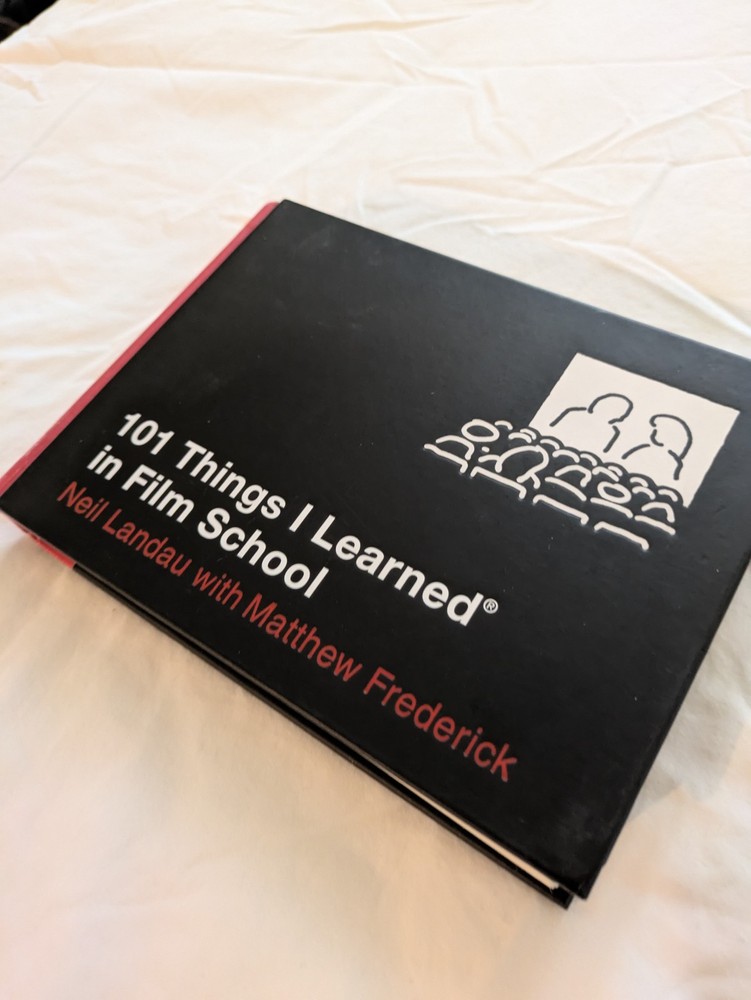 101 Things I Learned®
in Film School
Neil Landau with Matthew Frederick